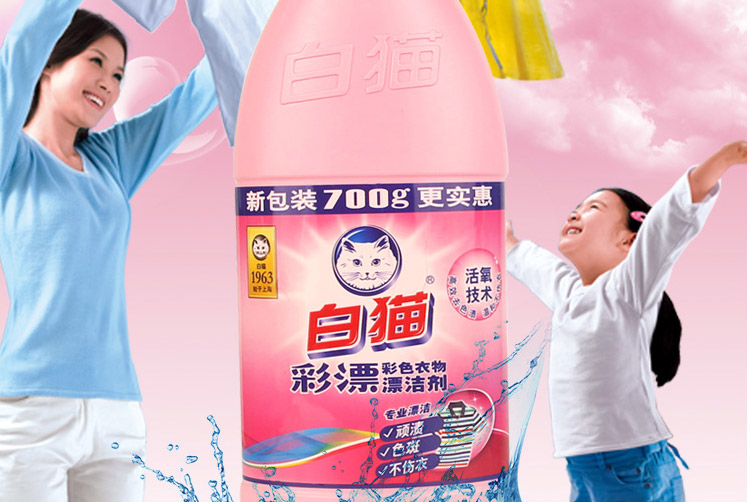 白猫
新包装 700g 更实惠
白猫
1963
始于上海
活氧
技术
白猫®
彩漂 彩色衣物
漂洁剂
专业漂洁
✓顽渍
✓色斑
✓不伤衣